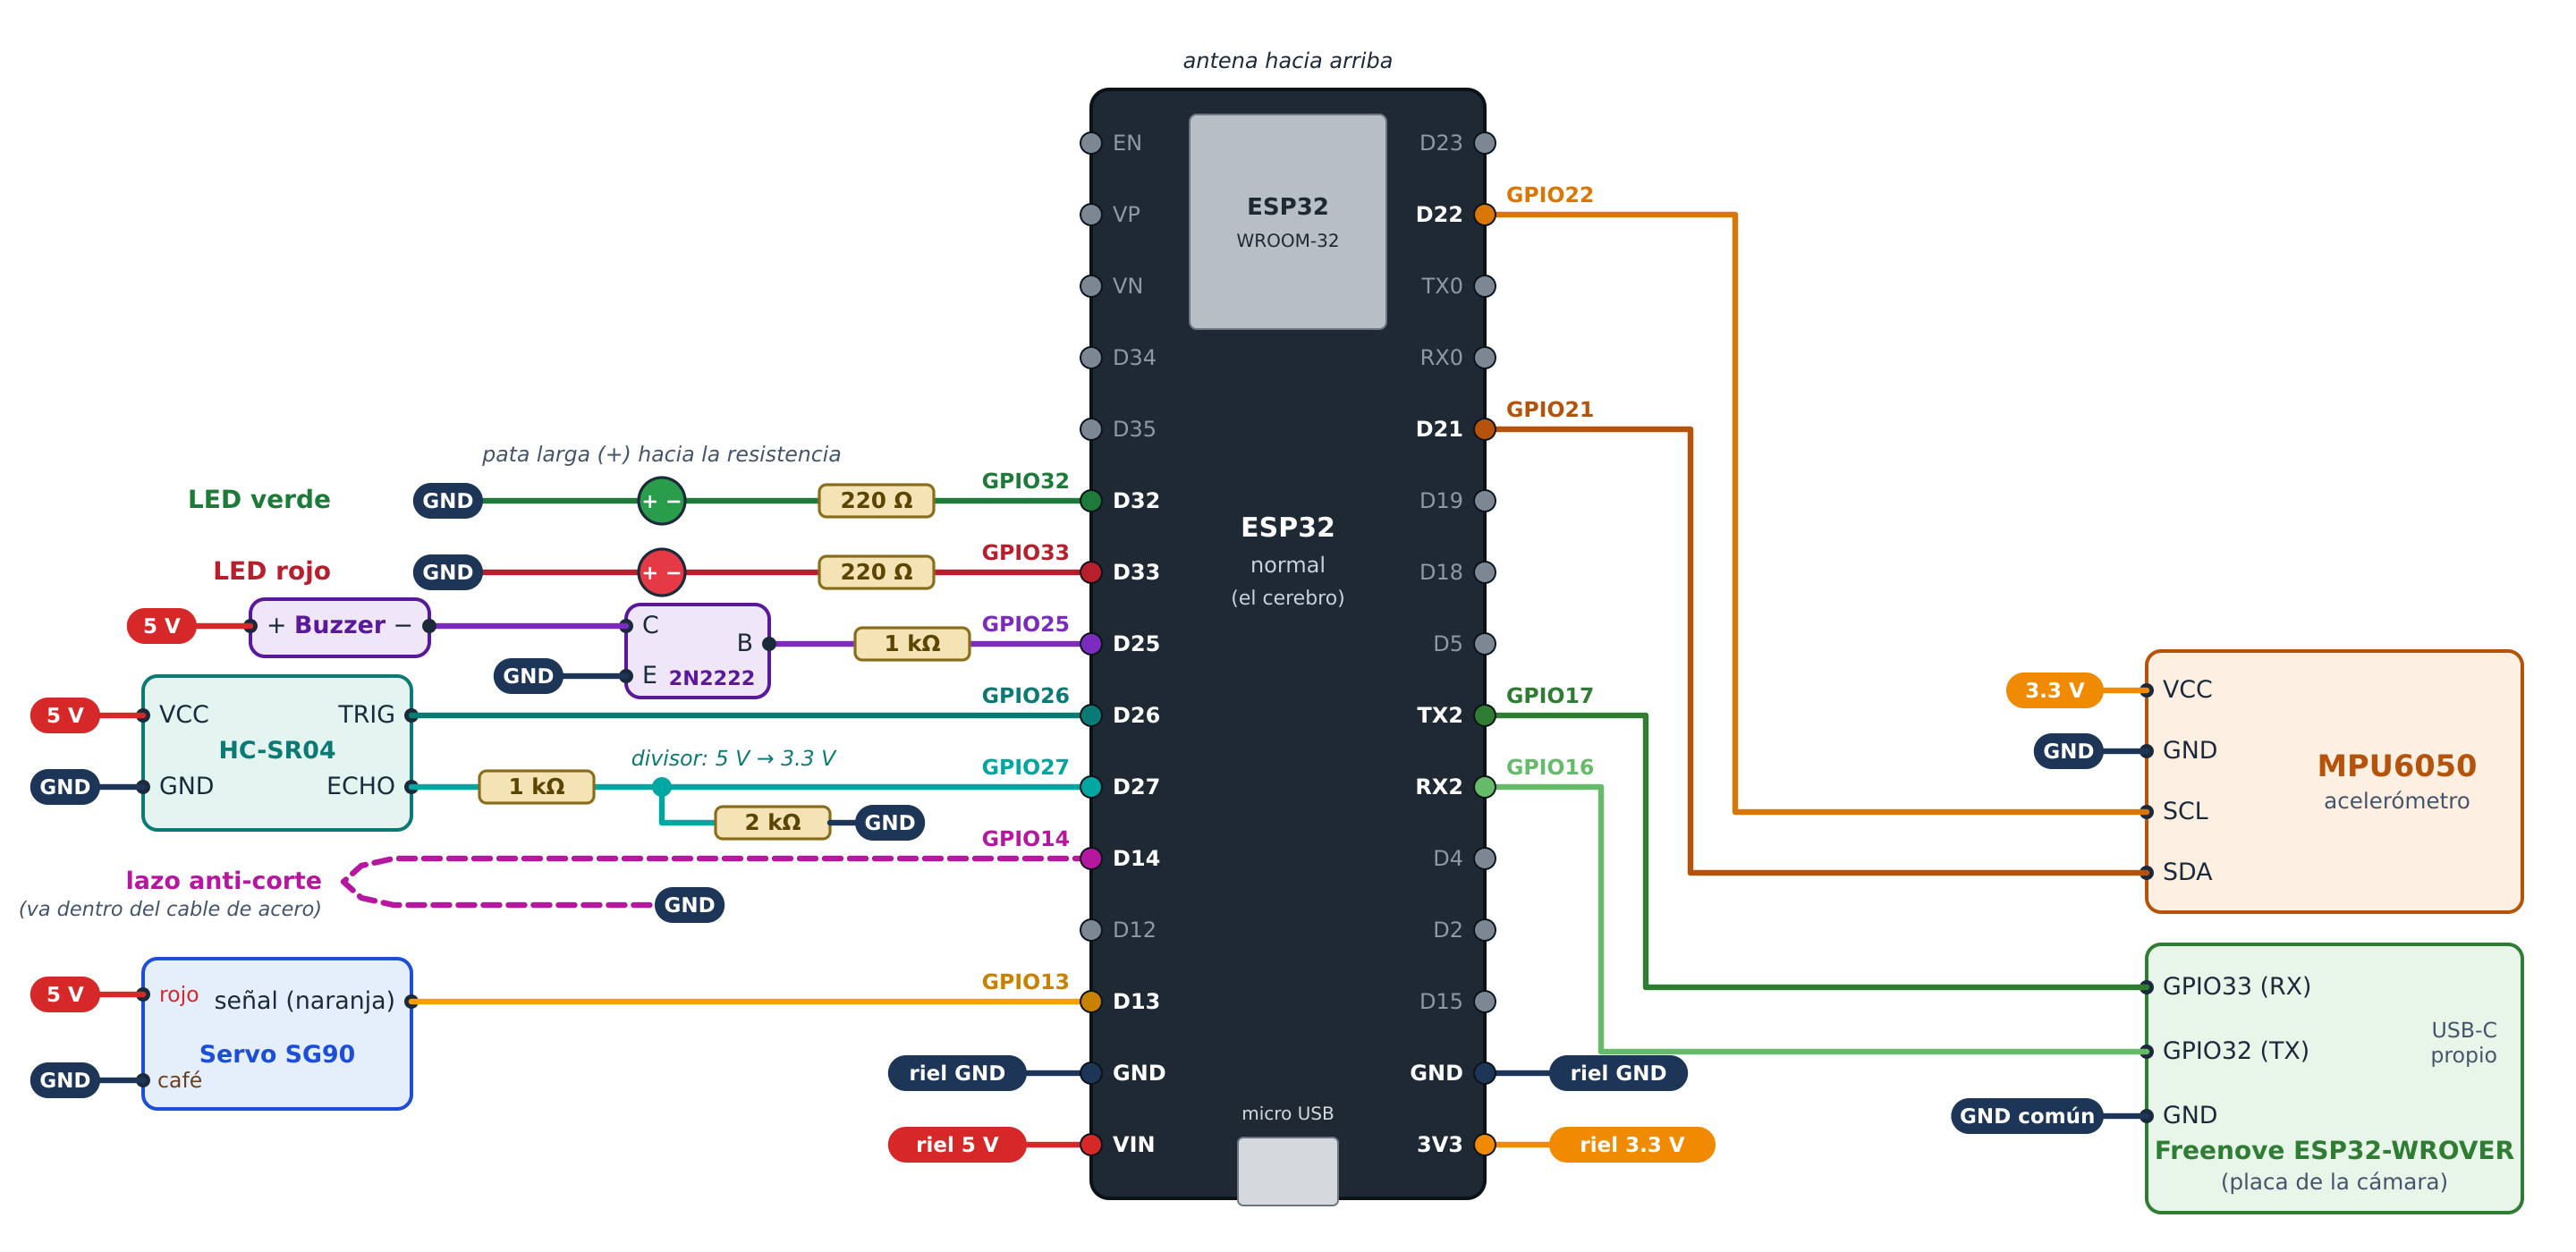 antena hacia arriba
ESP32
WROOM-32
EN
VP
VN
D34
D35
D32
D33
D25
D26
D27
D14
D12
D13
GND
VIN
D23
D22
TX0
RX0
D21
D19
D18
D5
TX2
RX2
D4
D2
D15
GND
3V3
ESP32
normal
(el cerebro)
micro USB
pata larga (+) hacia la resistencia
LED verde
GND
+ −
220 Ω
GPIO32
LED rojo
GND
+ −
220 Ω
GPIO33
5 V
+ Buzzer −
C
B
E 2N2222
GND
1 kΩ
GPIO25
5 V
VCC
TRIG
HC-SR04
GND
GND
ECHO
GPIO26
1 kΩ
divisor: 5 V → 3.3 V
GPIO27
2 kΩ
GND
GPIO14
lazo anti-corte
(va dentro del cable de acero)
GND
5 V
rojo
señal (naranja)
Servo SG90
GND
café
GPIO13
riel GND
riel 5 V
GPIO22
GPIO21
GPIO17
GPIO16
riel GND
riel 3.3 V
3.3 V
VCC
GND
GND
MPU6050
acelerómetro
SCL
SDA
GPIO33 (RX)
GPIO32 (TX)
USB-C
propio
GND común
GND
Freenove ESP32-WROVER
(placa de la cámara)